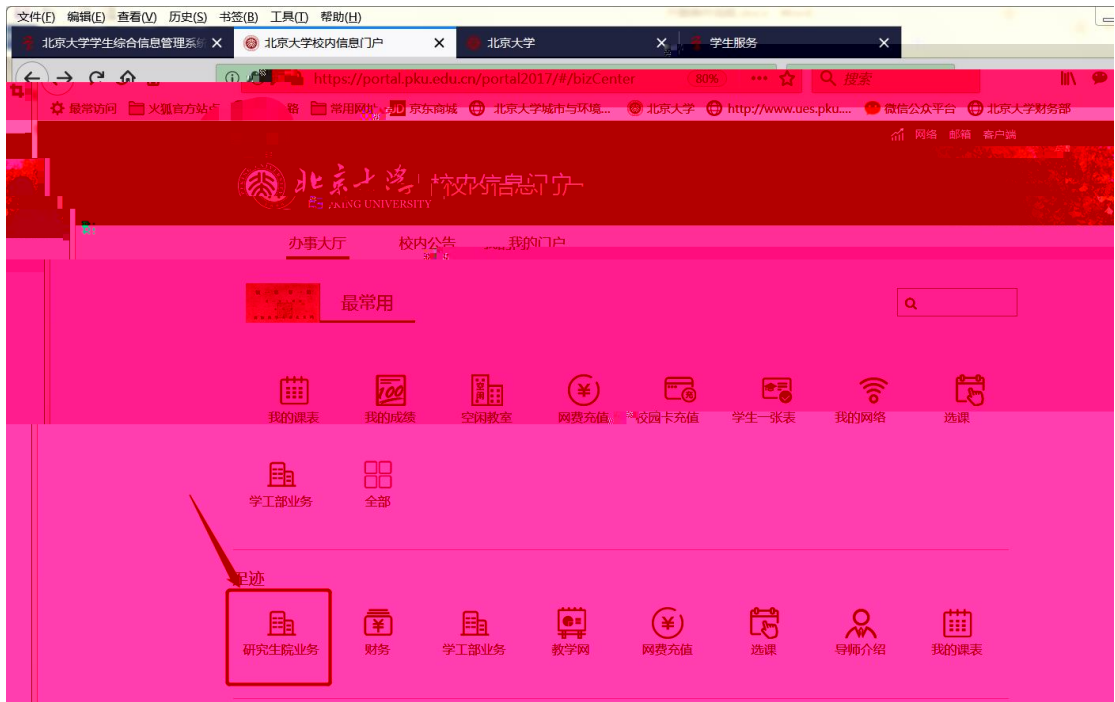 文件(F) 编辑(E) 查看(V) 历史(S) 书签(B) 工具(T) 帮助(H)
北京大学学生综合信息管理系统 北京大学校内信息门户 北京大学 学生服务
https://portal.pku.edu.cn/portal2017/#/bizCenter 80% 搜索
最常访问 火狐官方站点 常用网址 JD 京东商城 北京大学城市与环境... 北京大学 http://www.ues.pku.... 微信公众平台 北京大学财务部
网络 邮箱 客户端
北京大学 校内信息门户
PEKING UNIVERSITY
办事大厅 校内公告 我的门户
最常用
我的课表 我的成绩 空闲教室 网费充值 校园卡充值 学生一张表 我的网络 选课
学工部业务 全部
足迹
研究生院业务 财务 学工部业务 教学网 网费充值 选课 导师介绍 我的课表